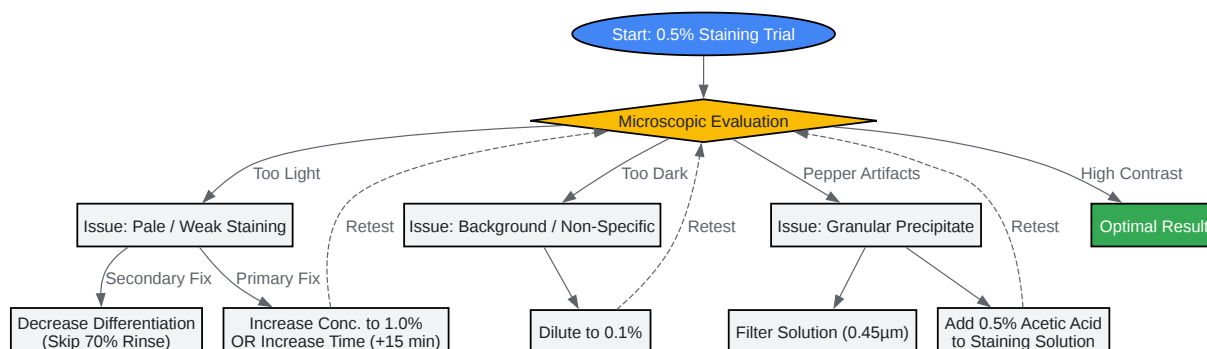 Start: 0.5% Staining Trial
Microscopic Evaluation
Too Light
Too Dark
Pepper Artifacts
High Contrast
Issue: Pale / Weak Staining
Retest
Issue: Background / Non-Specific
Retest
Issue: Granular Precipitate
Retest
Optimal Result
Secondary Fix
Primary Fix
Decrease Differentiation
(Skip 70% Rinse)
Increase Conc. to 1.0%
OR Increase Time (+15 min)
Dilute to 0.1%
Filter Solution (0.45µm)
Add 0.5% Acetic Acid
to Staining Solution